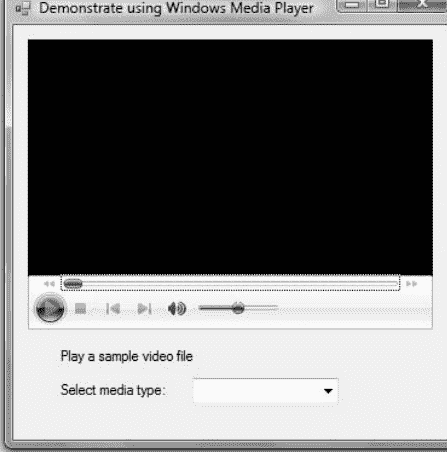 Demonstrate using Windows Media Player
Play a sample video file
Select media type: